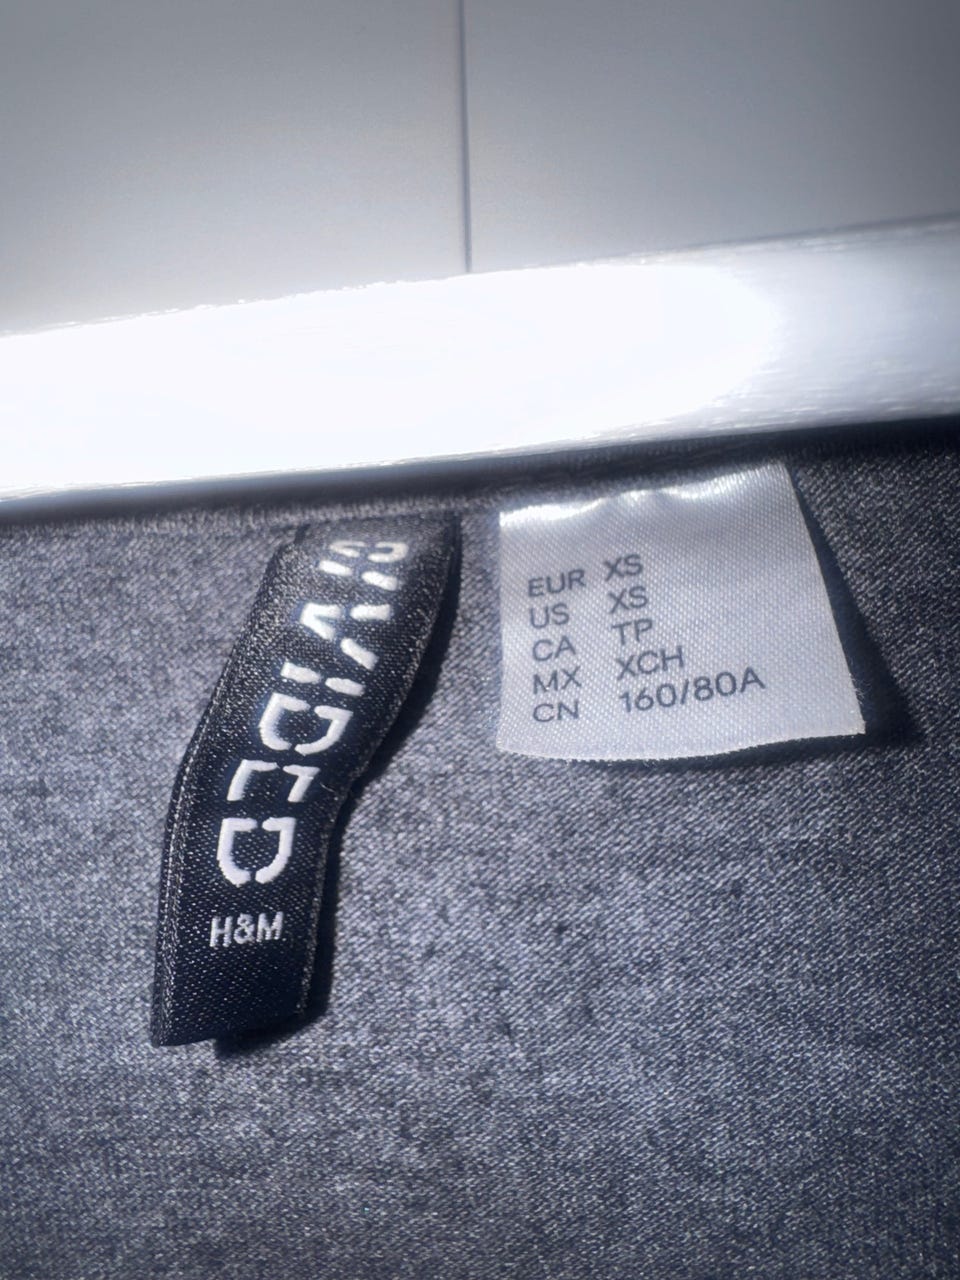 DIVIDED
H&M
EUR XS
US XS
CA TP
MX XCH
CN 160/80A